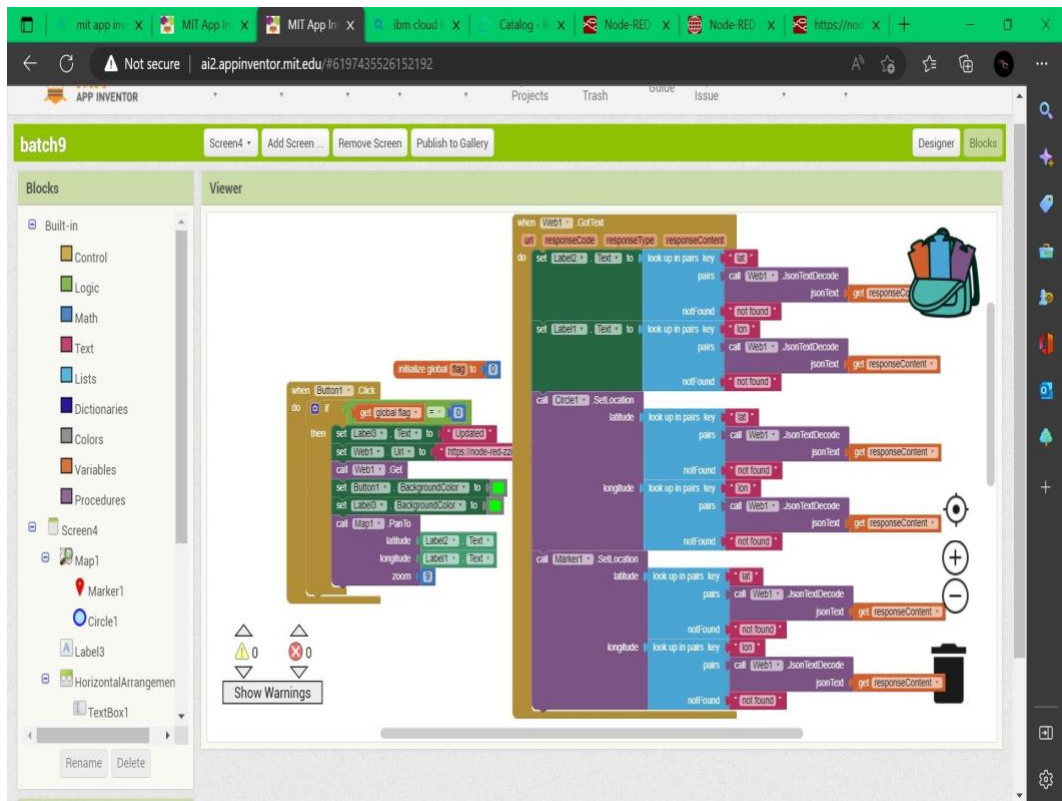 mit app in X MIT App In X MIT App In X ibm cloud X Catalog - X Node-RED X Node-RED X https://nod X +
Not secure | ai2.appinventor.mit.edu/#6197435526152192
APP INVENTOR Projects Trash Guide Issue
batch9 Screen4 Add Screen ... Remove Screen Publish to Gallery Designer Blocks
Blocks
Viewer
Built-in
Control
Logic
Math
Text
Lists
Dictionaries
Colors
Variables
Procedures
Screen4
Map1
Marker1
Circle1
Label3
HorizontalArrangemen
TextBox1
Rename Delete
initialize global flag to 0
when Button1 .Click
do if get global flag = 0
then set Label3 . Text to " Updated "
set Web1 . Url to " https://node-red-zz
call Web1 .Get
set Button1 . BackgroundColor to
set Label3 . BackgroundColor to
call Map1 .PanTo
latitude Label2 . Text
longitude Label1 . Text
zoom 9
0 0
Show Warnings
when Web1 .GotText
url responseCode responseType responseContent
do set Label2 . Text to look up in pairs key " lat "
pairs call Web1 .JsonTextDecode
jsonText get responseCo
notFound " not found "
set Label1 . Text to look up in pairs key " lon "
pairs call Web1 .JsonTextDecode
jsonText get responseContent
notFound " not found "
call Circle1 .SetLocation
latitude look up in pairs key " lat "
pairs call Web1 .JsonTextDecode
jsonText get responseContent
notFound " not found "
longitude look up in pairs key " lon "
pairs call Web1 .JsonTextDecode
jsonText get responseContent
notFound " not found "
call Marker1 .SetLocation
latitude look up in pairs key " lat "
pairs call Web1 .JsonTextDecode
jsonText get responseContent
notFound " not found "
longitude look up in pairs key " lon "
pairs call Web1 .JsonTextDecode
jsonText get responseContent
notFound " not found "